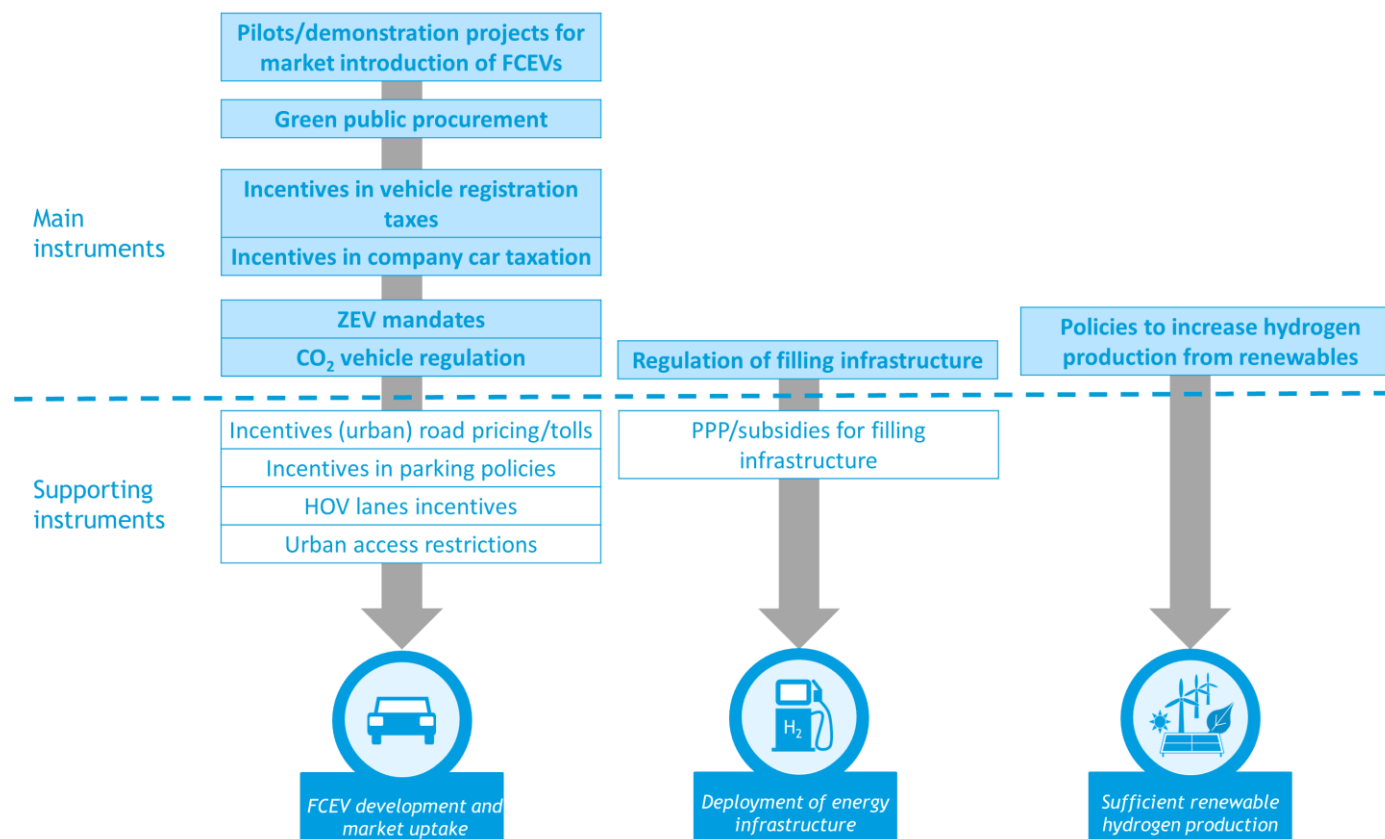 Pilots/demonstration projects for
market introduction of FCEVs
Green public procurement
Main
instruments
Incentives in vehicle registration
taxes
Incentives in company car taxation
ZEV mandates
CO₂ vehicle regulation
Regulation of filling infrastructure
Policies to increase hydrogen
production from renewables
Supporting
instruments
Incentives (urban) road pricing/tolls
Incentives in parking policies
HOV lanes incentives
Urban access restrictions
PPP/subsidies for filling
infrastructure
H₂
FCEV development and
market uptake
Deployment of energy
infrastructure
Sufficient renewable
hydrogen production